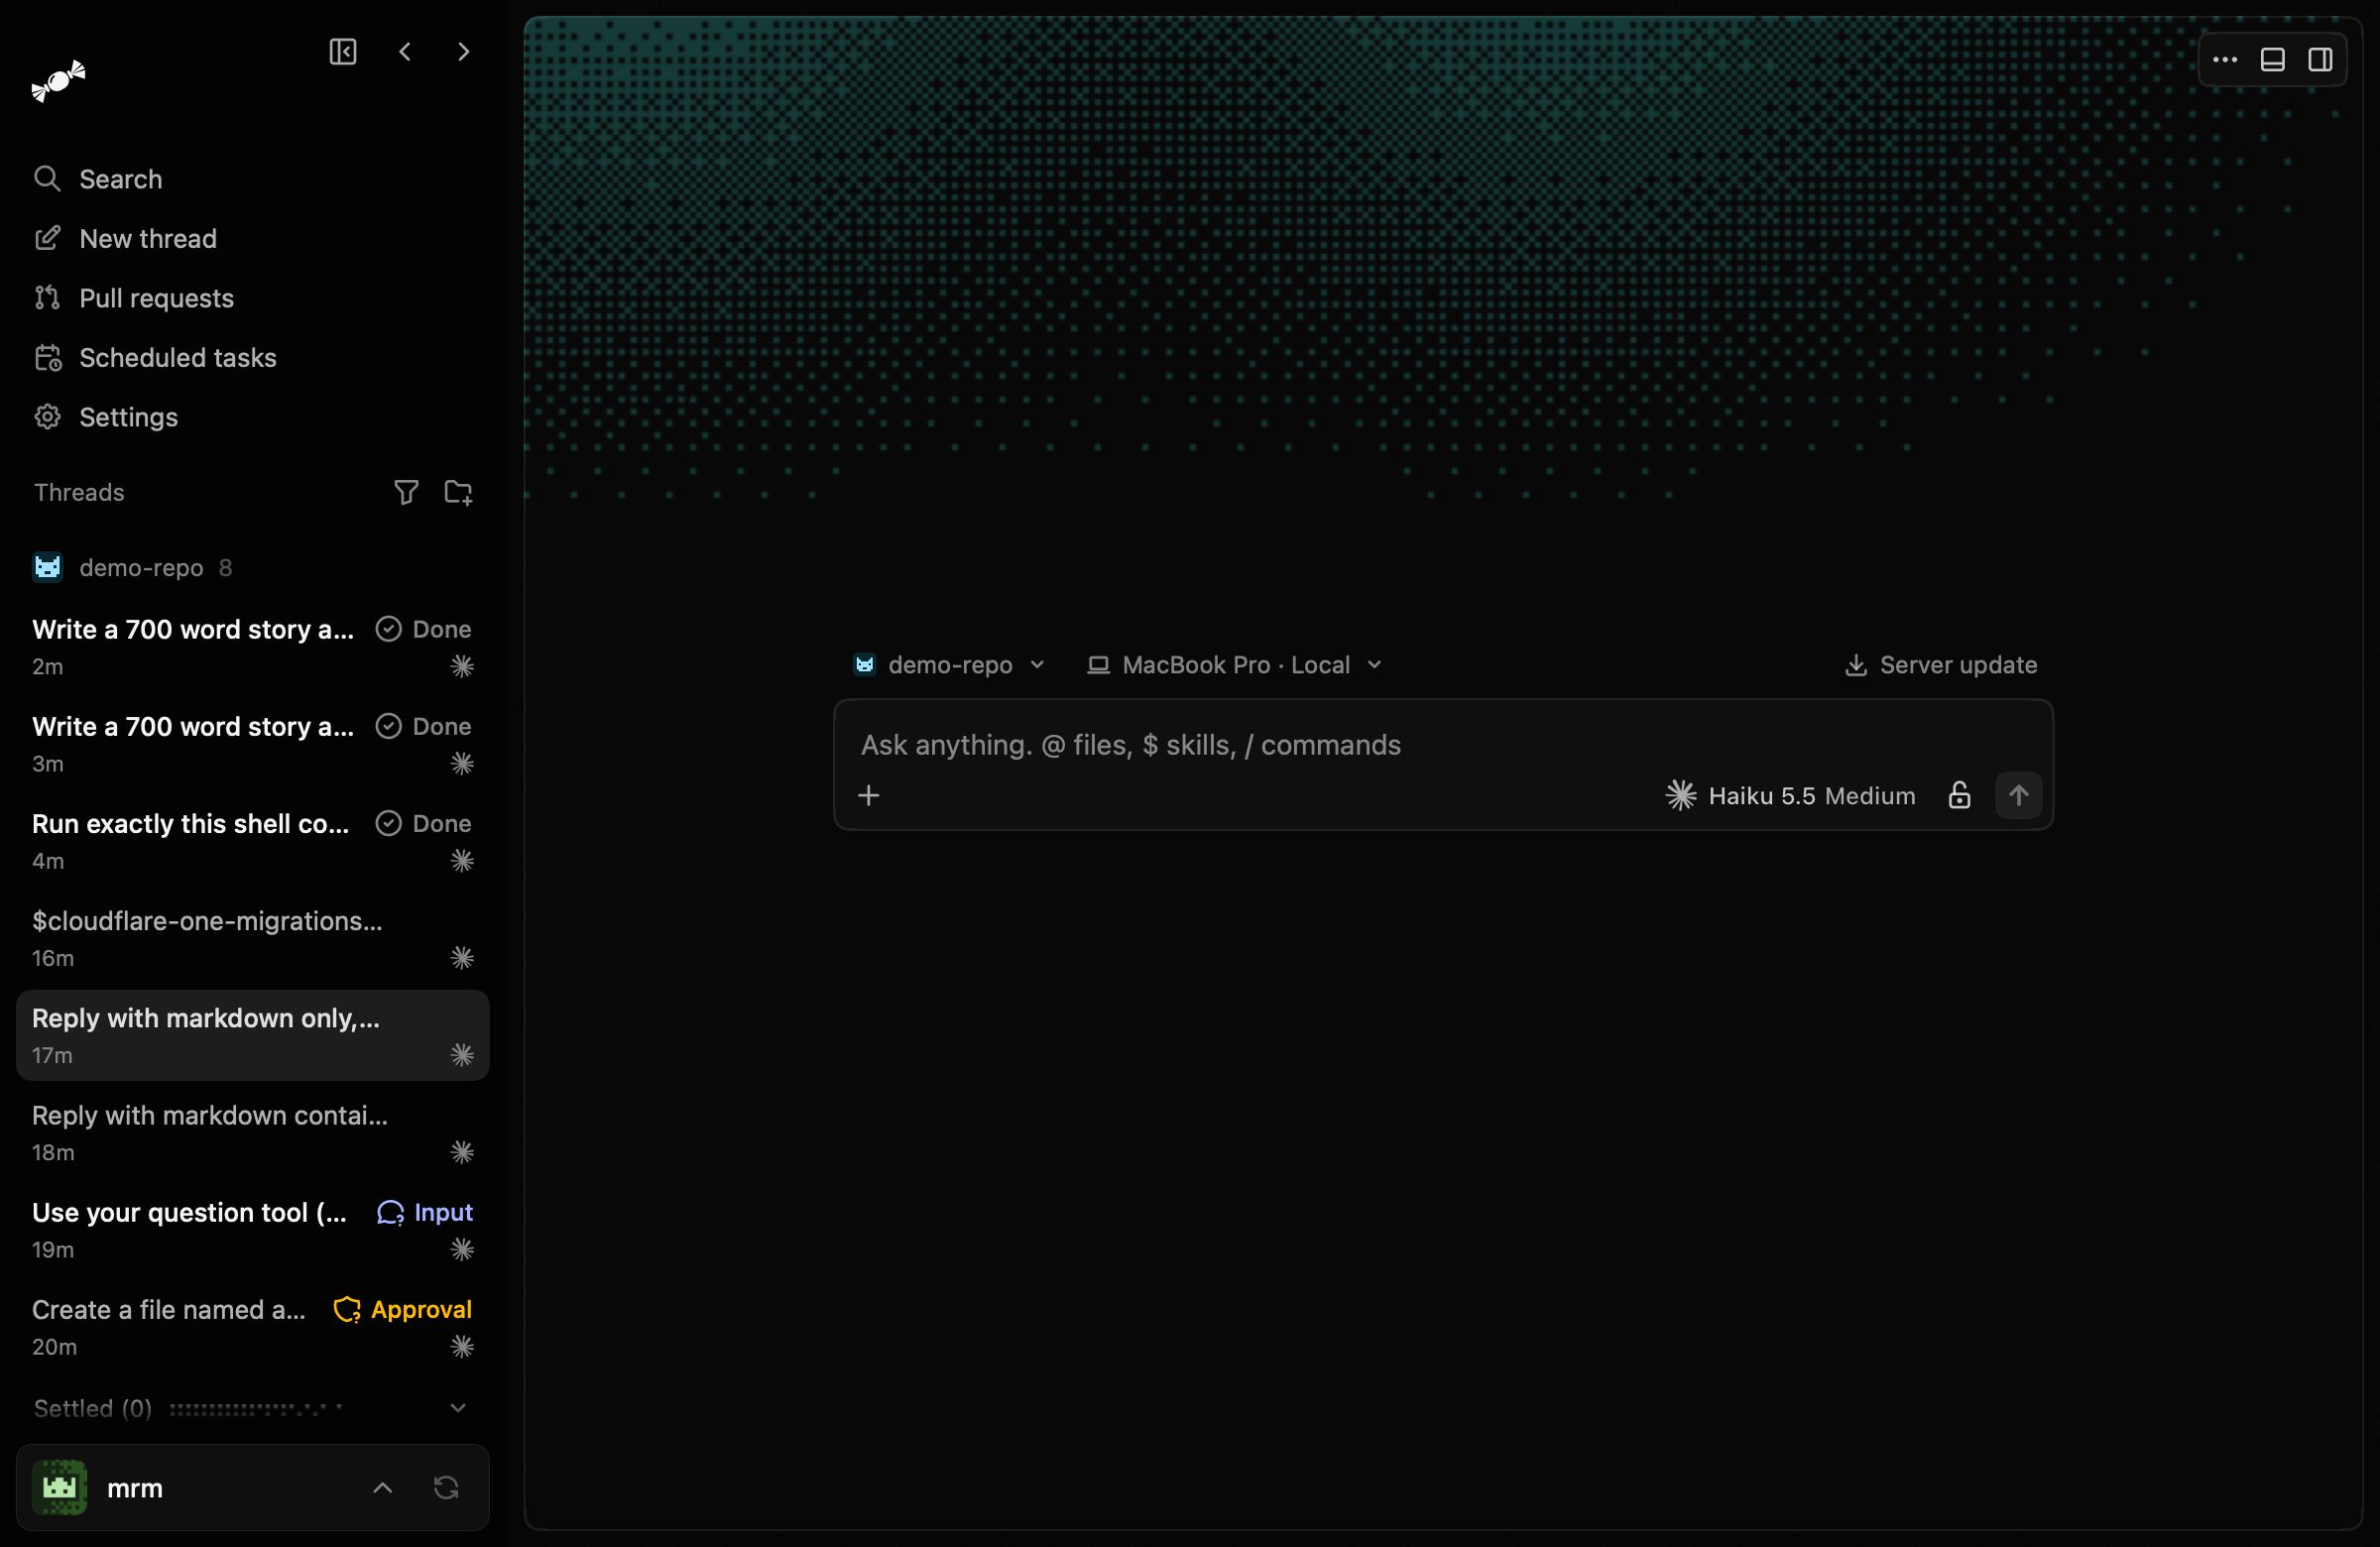 Search
New thread
Pull requests
Scheduled tasks
Settings
Threads
demo-repo 8
Write a 700 word story a... Done
2m
Write a 700 word story a... Done
3m
Run exactly this shell co... Done
4m
$cloudflare-one-migrations...
16m
Reply with markdown only,...
17m
Reply with markdown contai...
18m
Use your question tool (... Input
19m
Create a file named a... Approval
20m
Settled (0)
mrm
demo-repo MacBook Pro · Local Server update
Ask anything. @ files, $ skills, / commands
Haiku 5.5 Medium